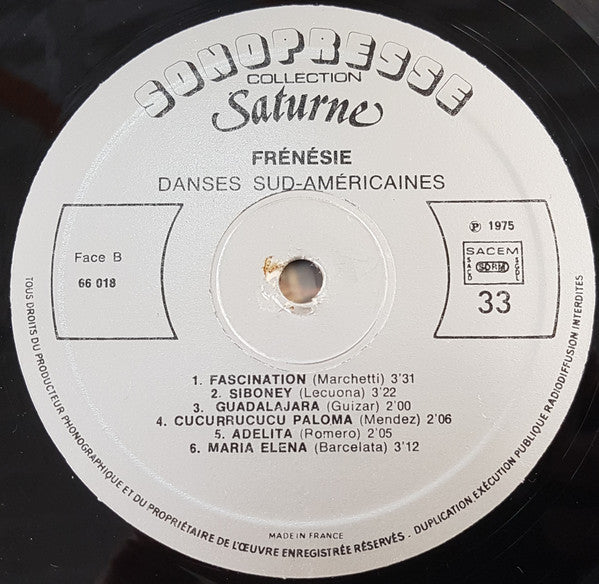 SONOPRESSE
COLLECTION
Saturne
FRÉNÉSIE
DANSES SUD-AMÉRICAINES
Face B
66 018
℗ 1975
SACEM
SACD SDRM SGDL
33
1. FASCINATION (Marchetti) 3'31
2. SIBONEY (Lecuona) 3'22
3. GUADALAJARA (Guizar) 2'00
4. CUCURRUCUCU PALOMA (Mendez) 2'06
5. ADELITA (Romero) 2'05
6. MARIA ELENA (Barcelata) 3'12
MADE IN FRANCE
TOUS DROITS DU PRODUCTEUR PHONOGRAPHIQUE ET DU PROPRIÉTAIRE DE L'ŒUVRE ENREGISTRÉE RÉSERVÉS. DUPLICATION EXÉCUTION PUBLIQUE RADIODIFFUSION INTERDITES